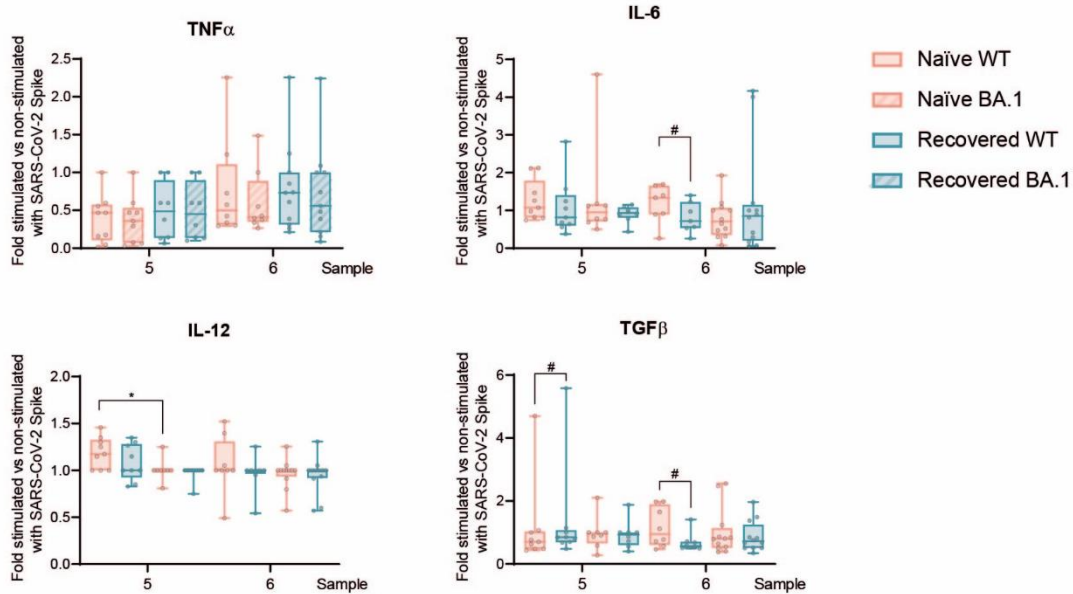 TNFα
Fold stimulated vs non-stimulated
with SARS-CoV-2 Spike
2.5
2.0
1.5
1.0
0.5
0.0
5
6
Sample
IL-6
Fold stimulated vs non-stimulated
with SARS-CoV-2 Spike
5
4
3
2
1
0
#
5
6
Sample
Naïve WT
Naïve BA.1
Recovered WT
Recovered BA.1
IL-12
Fold stimulated vs non-stimulated
with SARS-CoV-2 Spike
2.0
1.5
1.0
0.5
0.0
*
5
6
Sample
TGFβ
Fold stimulated vs non-stimulated
with SARS-CoV-2 Spike
6
4
2
0
#
#
5
6
Sample